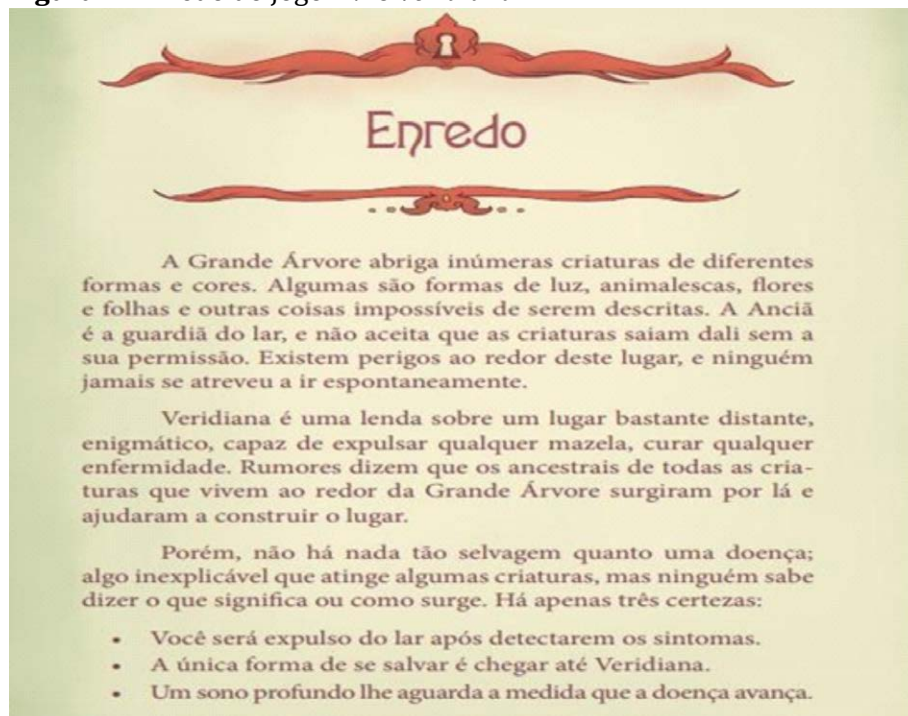 Enredo
A Grande Árvore abriga inúmeras criaturas de diferentes
formas e cores. Algumas são formas de luz, animalescas, flores
e folhas e outras coisas impossíveis de serem descritas. A Anciã
é a guardiã do lar, e não aceita que as criaturas saiam dali sem a
sua permissão. Existem perigos ao redor deste lugar, e ninguém
jamais se atreveu a ir espontaneamente.
Veridiana é uma lenda sobre um lugar bastante distante,
enigmático, capaz de expulsar qualquer mazela, curar qualquer
enfermidade. Rumores dizem que os ancestrais de todas as cria-
turas que vivem ao redor da Grande Árvore surgiram por lá e
ajudaram a construir o lugar.
Porém, não há nada tão selvagem quanto uma doença;
algo inexplicável que atinge algumas criaturas, mas ninguém sabe
dizer o que significa ou como surge. Há apenas três certezas:
• Você será expulso do lar após detectarem os sintomas.
• A única forma de se salvar é chegar até Veridiana.
• Um sono profundo lhe aguarda a medida que a doença avança.